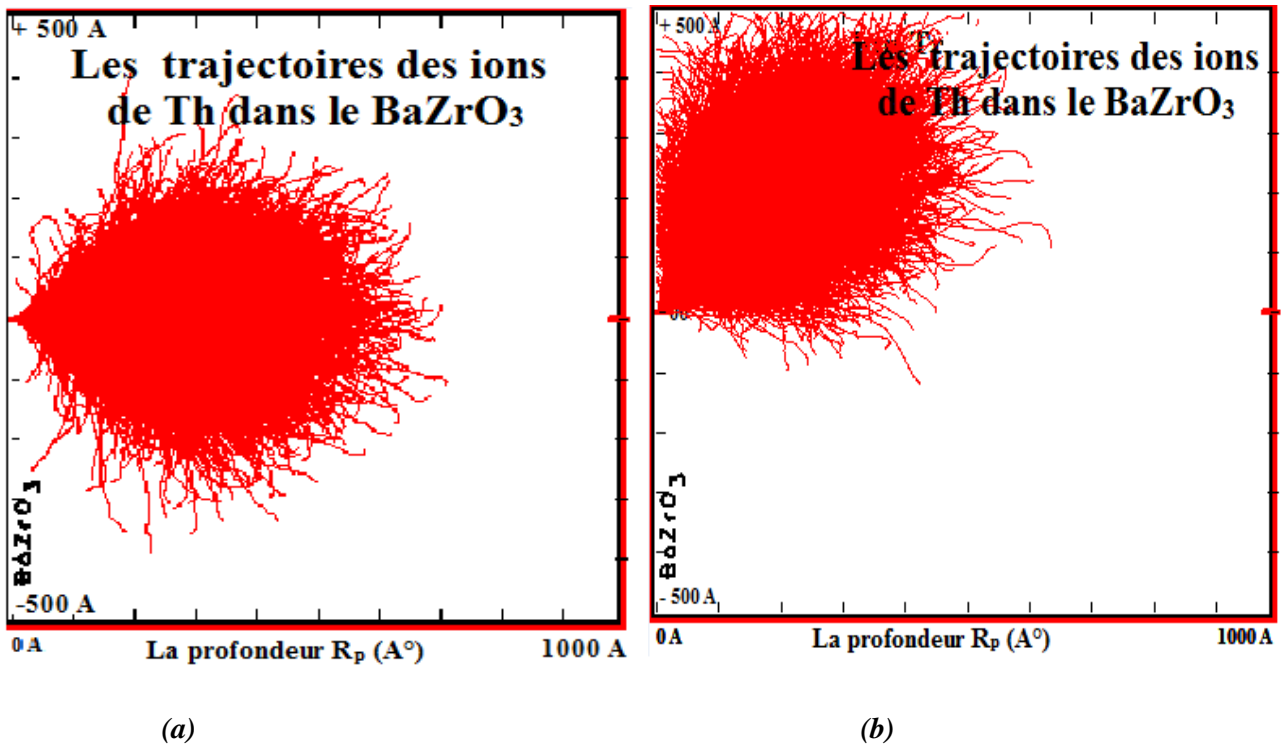 + 500 A
Les trajectoires des ions
de Th dans le BaZrO3
BaZrO3
-500 A
0 A
La profondeur Rp (A°)
1000 A
(a)
+ 500 A
Les trajectoires des ions
de Th dans le BaZrO3
BaZrO3
- 500 A
0 A
La profondeur Rp (A°)
1000 A
(b)